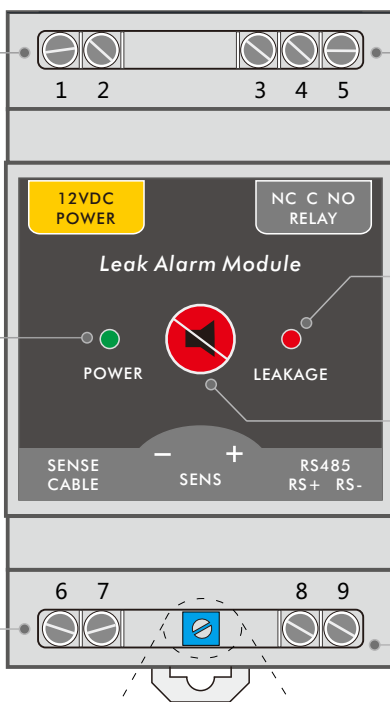 1 2 3 4 5
12VDC
POWER
NC C NO
RELAY
Leak Alarm Module
POWER
LEAKAGE
SENSE
CABLE
− +
SENS
RS485
RS+ RS-
6 7 8 9